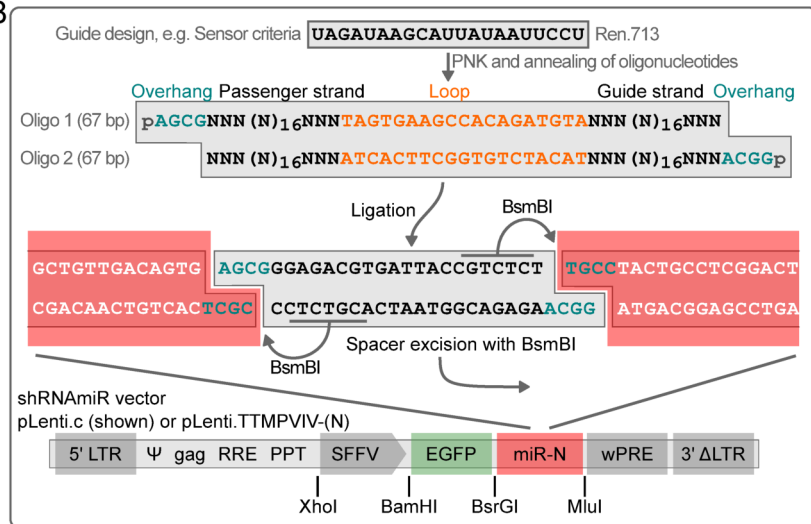 3
Guide design, e.g. Sensor criteria UAGAUAAGCAUUAUAAUUCCU Ren.713
PNK and annealing of oligonucleotides
Overhang Passenger strand Loop Guide strand Overhang
Oligo 1 (67 bp) pAGCGNNN(N)16NNNTAGTGAAGCCACAGATGTANNN(N)16NNN
Oligo 2 (67 bp) NNN(N)16NNNATCACTTCGGTGTCTACATNNN(N)16NNNACGGp
Ligation
BsmBI
GCTGTTGACAGTG AGCGGGAGACGTGATTACCGTCTCT TGCCTACTGCCTCGGACT
CGACAACTGTCACTCGC CCTCTGCACTAATGGCAGAGAACGG ATGACGGAGCCTGA
BsmBI
Spacer excision with BsmBI
shRNAmiR vector
pLenti.c (shown) or pLenti.TTMPVIV-(N)
5' LTR Ψ gag RRE PPT SFFV EGFP miR-N wPRE 3' ΔLTR
XhoI BamHI BsrGI MluI